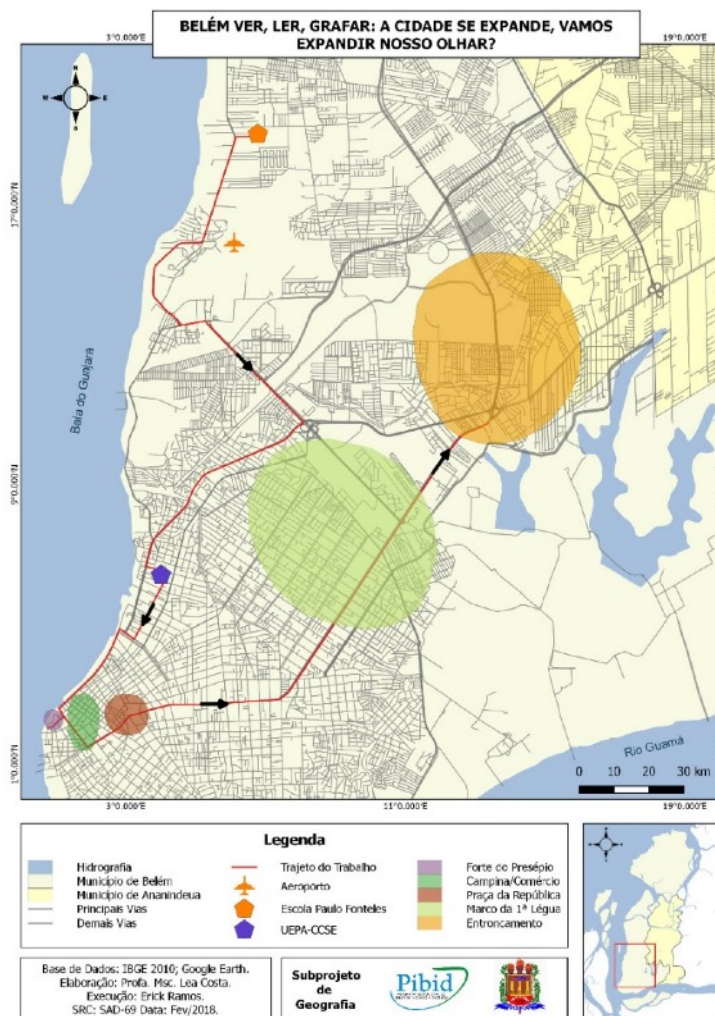 BELÉM VER, LER, GRAFAR: A CIDADE SE EXPANDE, VAMOS
EXPANDIR NOSSO OLHAR?
3°0.000'E
19°0.000'E
N
W
E
S
17°0.000'N
9°0.000'N
1°0.000'N
Baía do Guajará
Rio Guamá
0 10 20 30 km
3°0.000'E
11°0.000'E
19°0.000'E
Legenda
Hidrografia
Município de Belém
Município de Ananindeua
Principais Vias
Demais Vias
Trajeto do Trabalho
Aeroporto
Escola Paulo Fonteles
UEPA-CCSE
Forte do Presépio
Campina/Comércio
Praça da República
Marco da 1ª Légua
Entroncamento
Base de Dados: IBGE 2010; Google Earth.
Elaboração: Profa. Msc. Lea Costa.
Execução: Erick Ramos.
SRC: SAD-69 Data: Fev/2018.
Subprojeto
de
Geografia
Pibid